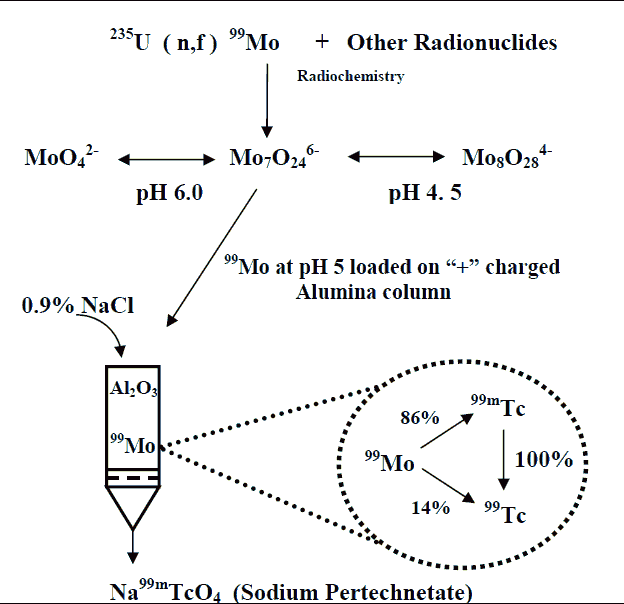 ²³⁵U ( n,f ) ⁹⁹Mo + Other Radionuclides
Radiochemistry
MoO₄²⁻ Mo₇O₂₄⁶⁻ Mo₈O₂₈⁴⁻
pH 6.0 pH 4. 5
⁹⁹Mo at pH 5 loaded on “+” charged
Alumina column
0.9% NaCl
Al₂O₃
⁹⁹Mo
⁹⁹ᵐTc
86%
⁹⁹Mo
100%
14%
⁹⁹Tc
Na⁹⁹ᵐTcO₄ (Sodium Pertechnetate)